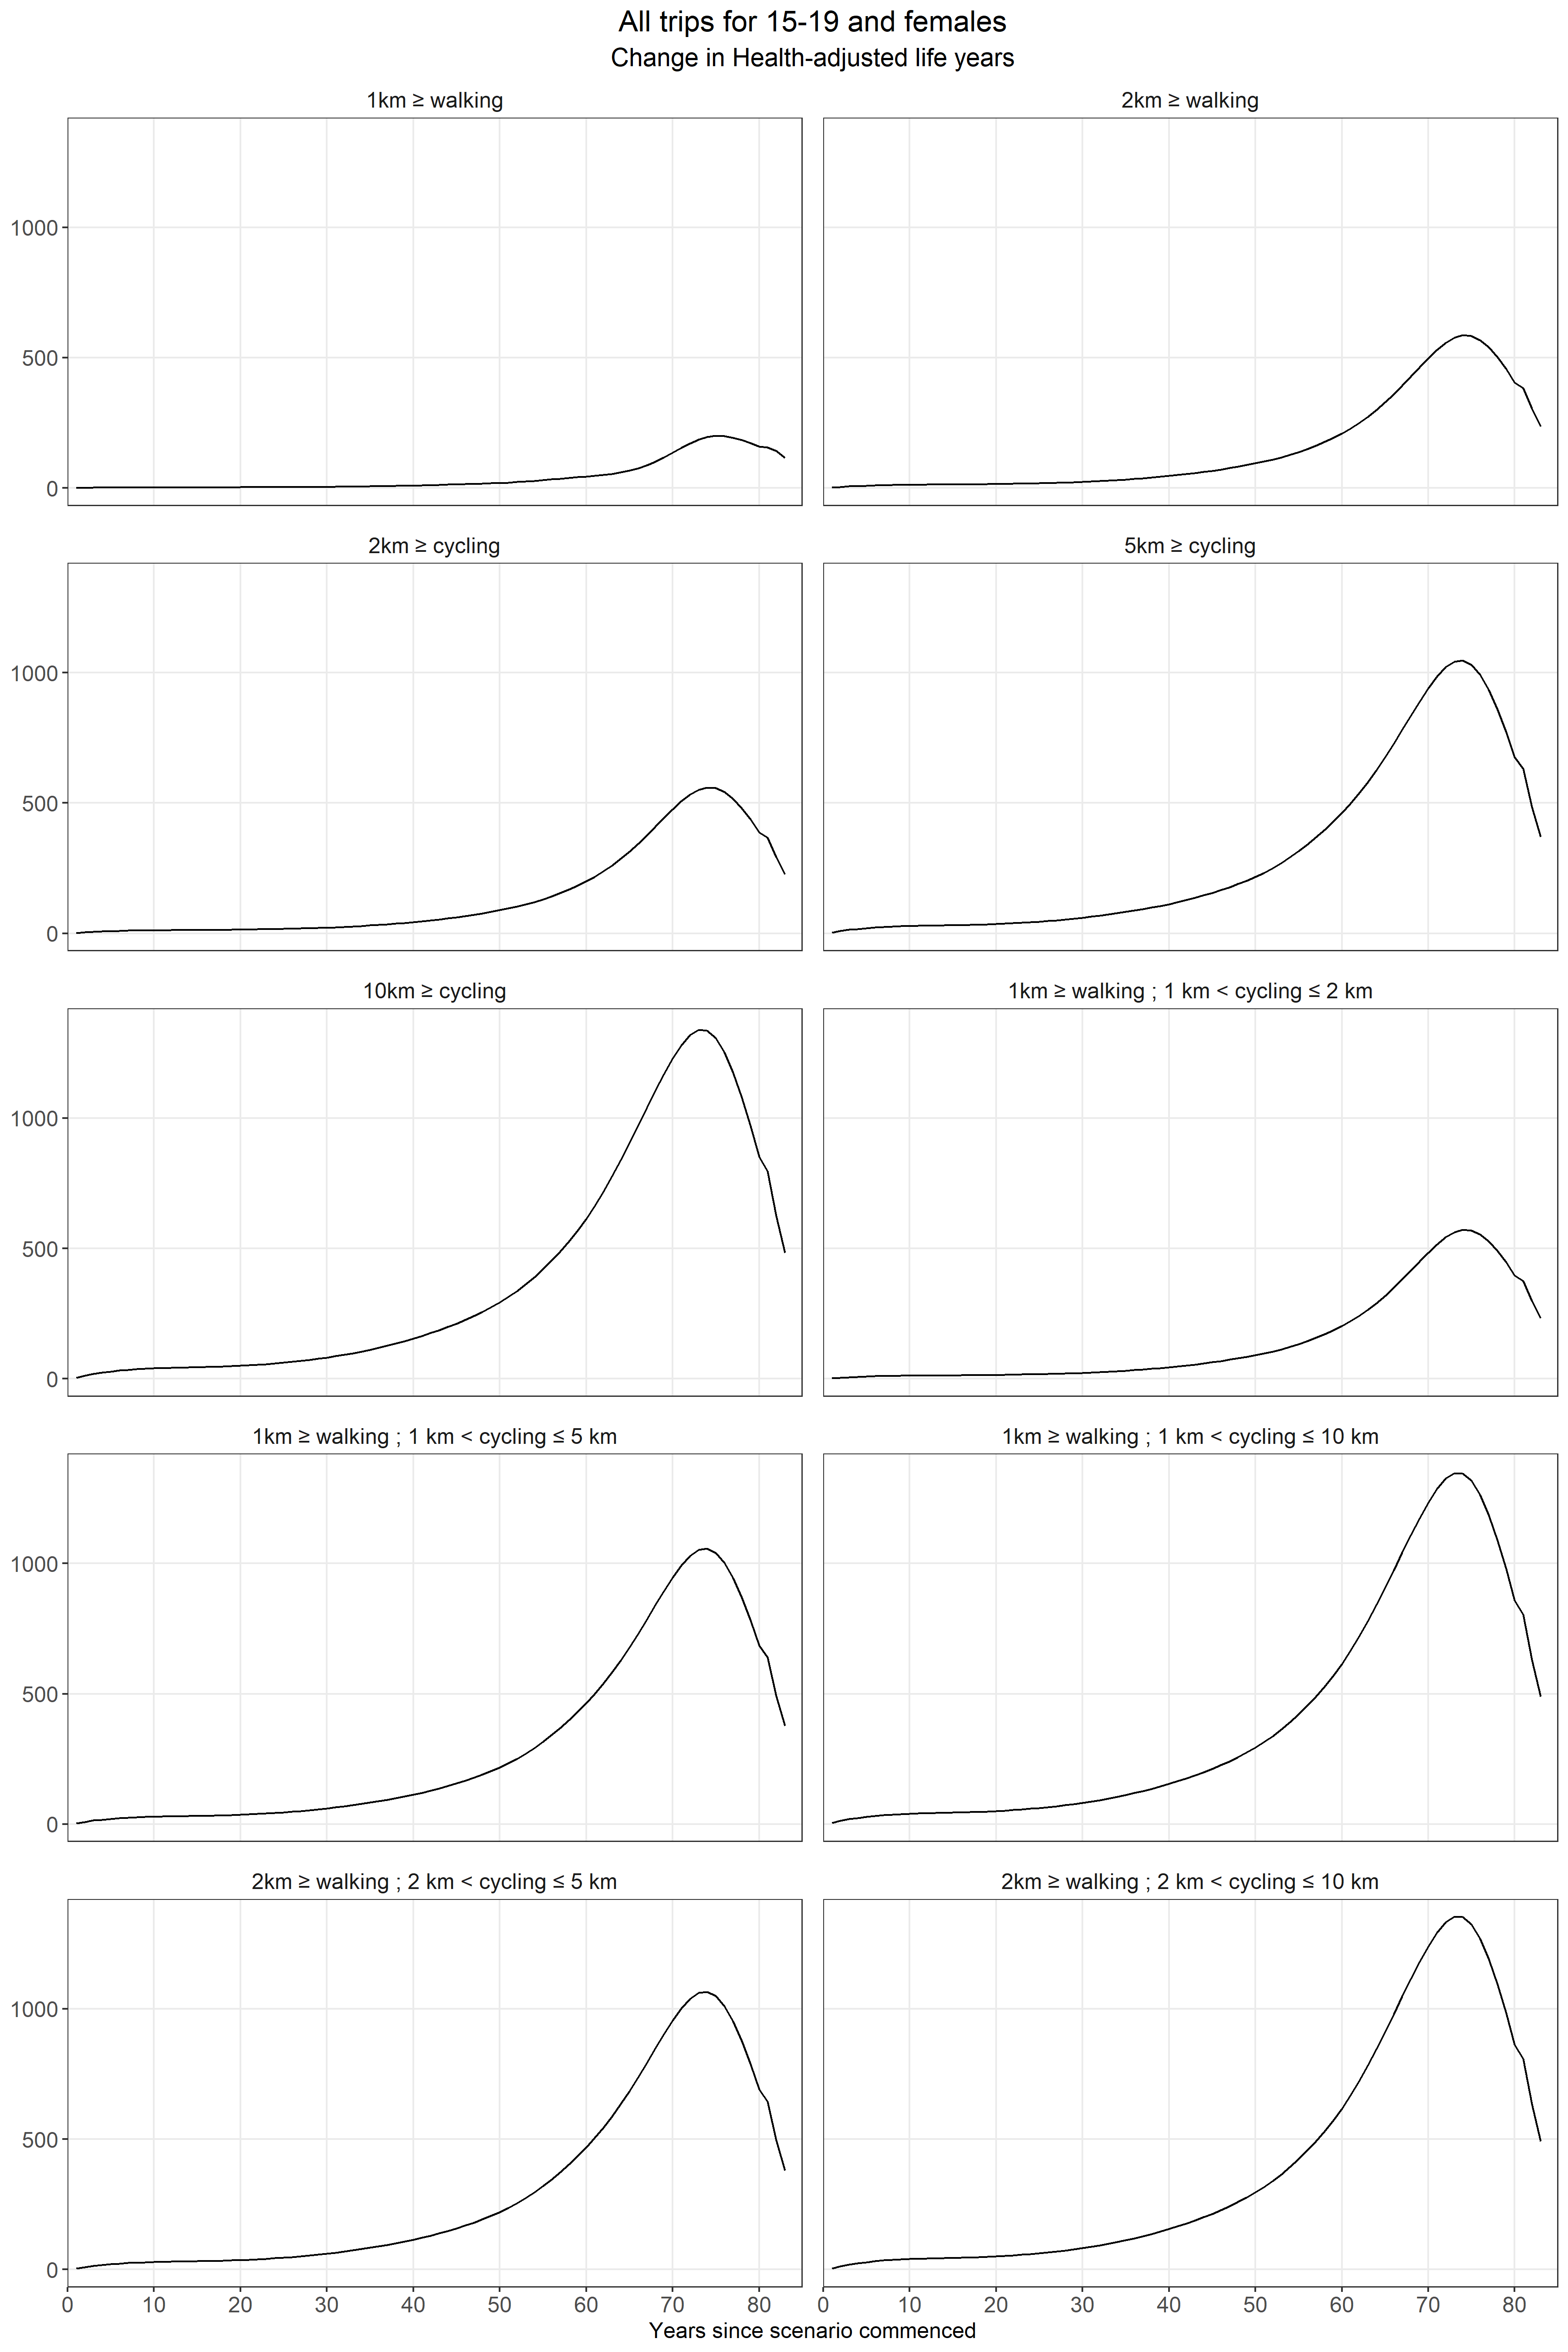 All trips for 15-19 and females
Change in Health-adjusted life years
1km ≥ walking
2km ≥ walking
1000
500
0
2km ≥ cycling
5km ≥ cycling
1000
500
0
10km ≥ cycling
1km ≥ walking ; 1 km < cycling ≤ 2 km
1000
500
0
1km ≥ walking ; 1 km < cycling ≤ 5 km
1km ≥ walking ; 1 km < cycling ≤ 10 km
1000
500
0
2km ≥ walking ; 2 km < cycling ≤ 5 km
2km ≥ walking ; 2 km < cycling ≤ 10 km
1000
500
0
0 10 20 30 40 50 60 70 80
0 10 20 30 40 50 60 70 80
Years since scenario commenced